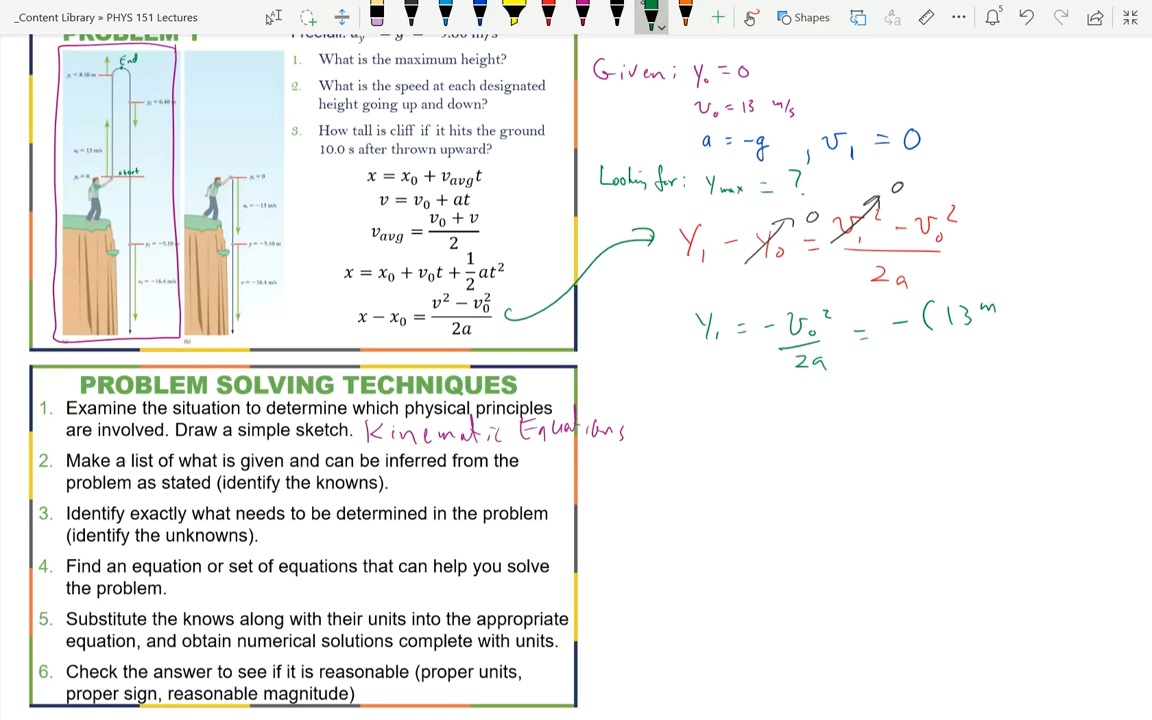 _Content Library » PHYS 151 Lectures
Shapes
5
1. What is the maximum height?
2. What is the speed at each designated
height going up and down?
3. How tall is cliff if it hits the ground
10.0 s after thrown upward?
x = x₀ + v_avg t
v = v₀ + at
v_avg = (v₀ + v)/2
x = x₀ + v₀t + 1/2 at²
x − x₀ = (v² − v₀²)/2a
End
start
Given: y₀ = 0
v₀ = 13 m/s
a = -g , v₁ = 0
Looking for: y max = ?
Y₁ - Y₀ 0 = (v₁² 0 - v₀²)/2a
Y₁ = - v₀²/2a = - (13 m
PROBLEM SOLVING TECHNIQUES
1. Examine the situation to determine which physical principles
are involved. Draw a simple sketch. Kinematic Equations
2. Make a list of what is given and can be inferred from the
problem as stated (identify the knowns).
3. Identify exactly what needs to be determined in the problem
(identify the unknowns).
4. Find an equation or set of equations that can help you solve
the problem.
5. Substitute the knows along with their units into the appropriate
equation, and obtain numerical solutions complete with units.
6. Check the answer to see if it is reasonable (proper units,
proper sign, reasonable magnitude)